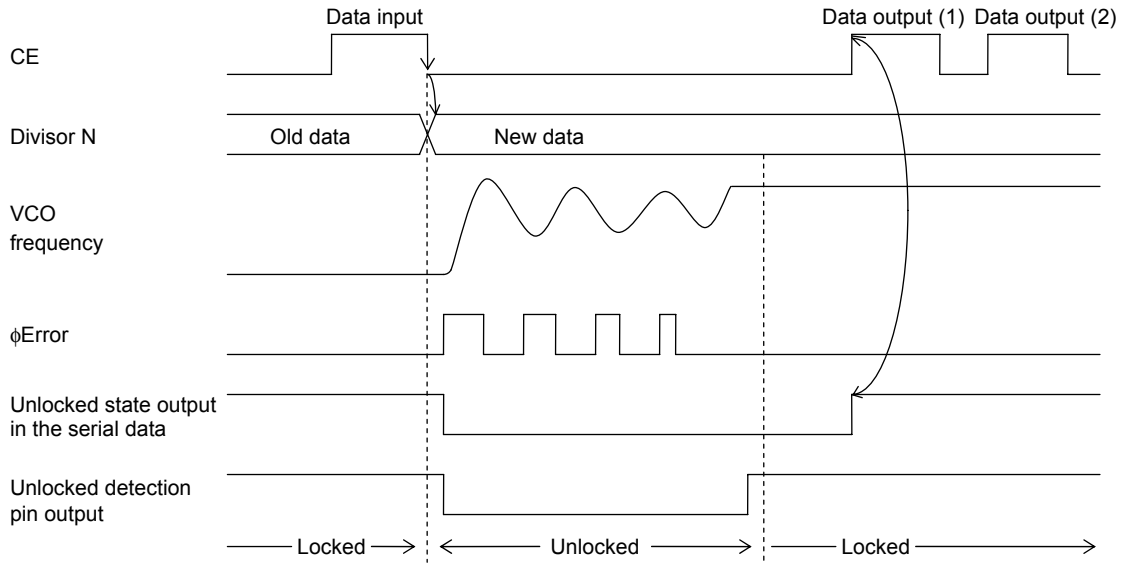 Data input
Data output (1)
Data output (2)
CE
Divisor N
Old data
New data
VCO
frequency
ϕError
Unlocked state output
in the serial data
Unlocked detection
pin output
Locked
Unlocked
Locked